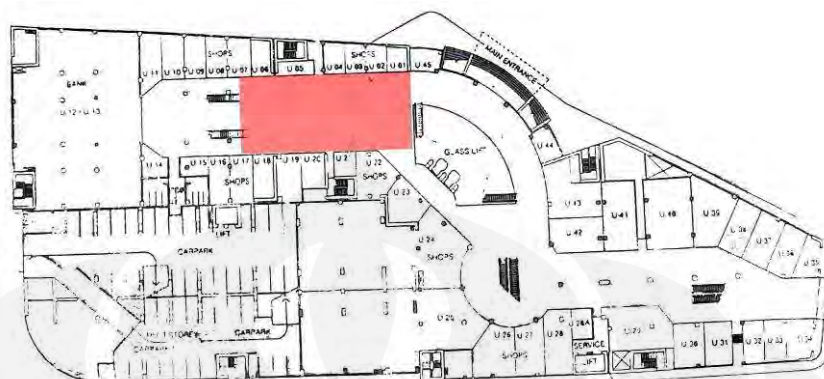 MAIN ENTRANCE
SHOPS
SHOPS
U 11
U 10
U 09
U 08
U 07
U 06
U 05
U 04
U 03
U 02
U 01
U 45
BANK
U 12 - U 13
U 44
GLASS LIFT
U 14
U 15
U 16
U 17
U 18
U 19
U 20
U 22
SHOPS
SHOPS
U 23
U 43
U 41
U 40
U 39
U 42
U 38
U 37
U 36
U 35
LIFT
U 24
SHOPS
CARPARK
CARPARK
CARPARK
U 25
U 26
U 27
U 28
U 28A
SHOPS
SERVICE
LIFT
U 29
U 30
U 31
U 32
U 33
U 34